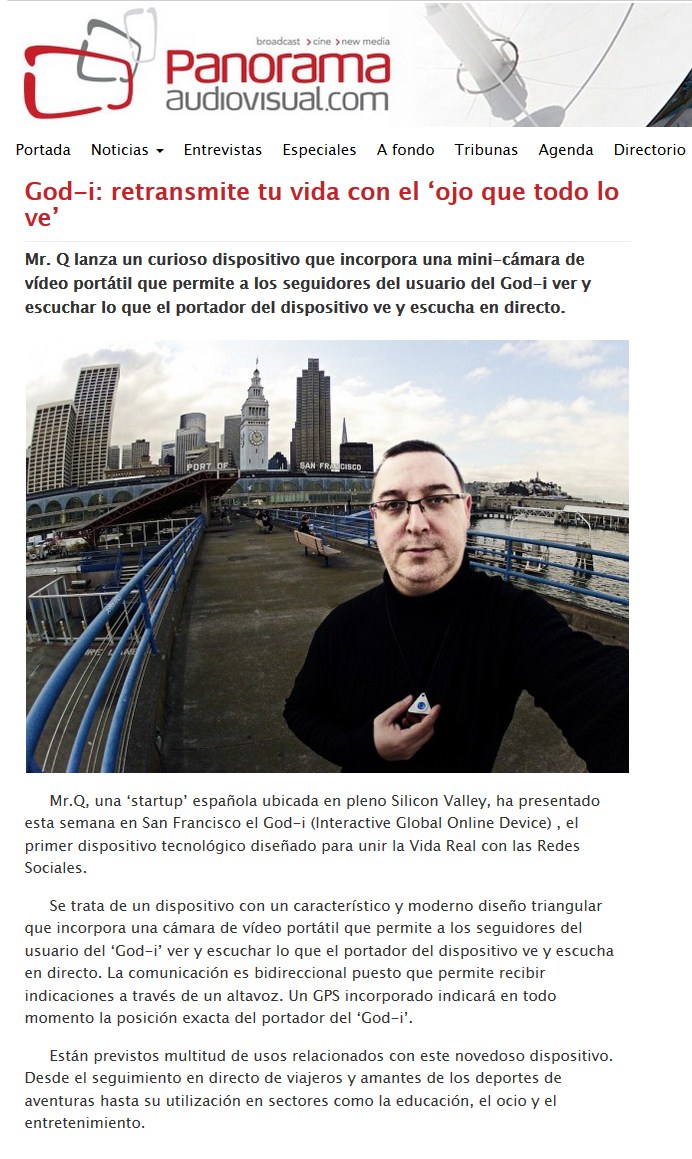 broadcast > cine > new media
Panorama
audiovisual.com
Portada Noticias Entrevistas Especiales A fondo Tribunas Agenda Directorio
God-i: retransmite tu vida con el ‘ojo que todo lo
ve’
Mr. Q lanza un curioso dispositivo que incorpora una mini-cámara de
vídeo portátil que permite a los seguidores del usuario del God-i ver y
escuchar lo que el portador del dispositivo ve y escucha en directo.
PORT OF SAN FRANCISCO
FIRE LANE
Mr.Q, una ‘startup’ española ubicada en pleno Silicon Valley, ha presentado
esta semana en San Francisco el God-i (Interactive Global Online Device) , el
primer dispositivo tecnológico diseñado para unir la Vida Real con las Redes
Sociales.
Se trata de un dispositivo con un característico y moderno diseño triangular
que incorpora una cámara de vídeo portátil que permite a los seguidores del
usuario del ‘God-i’ ver y escuchar lo que el portador del dispositivo ve y escucha
en directo. La comunicación es bidireccional puesto que permite recibir
indicaciones a través de un altavoz. Un GPS incorporado indicará en todo
momento la posición exacta del portador del ‘God-i’.
Están previstos multitud de usos relacionados con este novedoso dispositivo.
Desde el seguimiento en directo de viajeros y amantes de los deportes de
aventuras hasta su utilización en sectores como la educación, el ocio y el
entretenimiento.